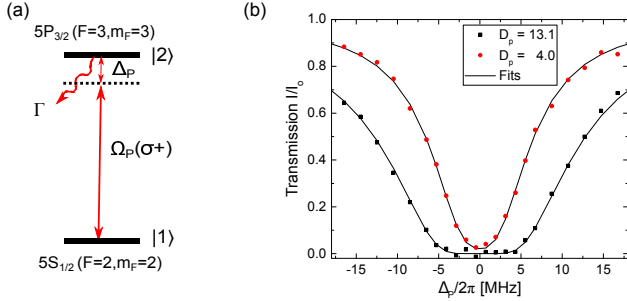 (a)
5P3/2 (F=3,mF=3)
|2⟩
ΔP
Γ
ΩP(σ+)
|1⟩
5S1/2 (F=2,mF=2)
(b)
Transmission I/Io
1.0
0.8
0.6
0.4
0.2
0.0
Dp = 13.1
Dp = 4.0
Fits
-15 -10 -5 0 5 10 15
ΔP/2π [MHz]